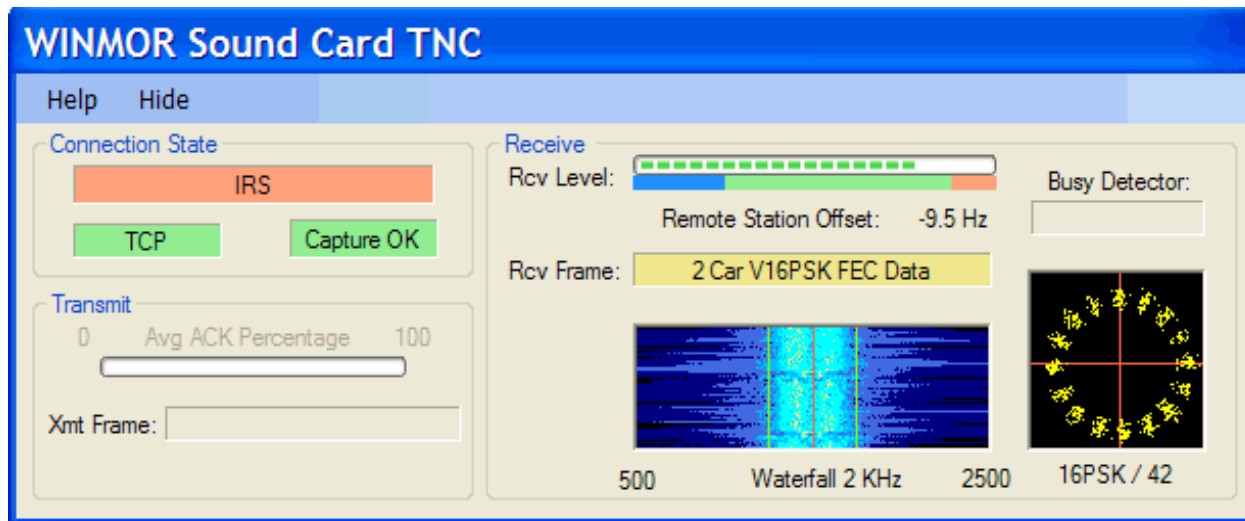 WINMOR Sound Card TNC
Help Hide
Connection State
IRS
TCP Capture OK
Transmit
0 Avg ACK Percentage 100
Xmt Frame:
Receive
Rcv Level:
Busy Detector:
Remote Station Offset: -9.5 Hz
Rcv Frame: 2 Car V16PSK FEC Data
500 Waterfall 2 KHz 2500
16PSK / 42